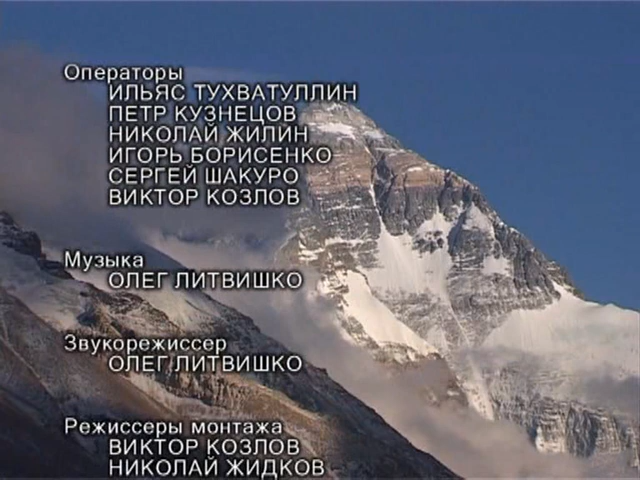 Операторы
ИЛЬЯС ТУХВАТУЛЛИН
ПЕТР КУЗНЕЦОВ
НИКОЛАЙ ЖИЛИН
ИГОРЬ БОРИСЕНКО
СЕРГЕЙ ШАКУРО
ВИКТОР КОЗЛОВ
Музыка
ОЛЕГ ЛИТВИШКО
Звукорежиссер
ОЛЕГ ЛИТВИШКО
Режиссеры монтажа
ВИКТОР КОЗЛОВ
НИКОЛАЙ ЖИДКОВ